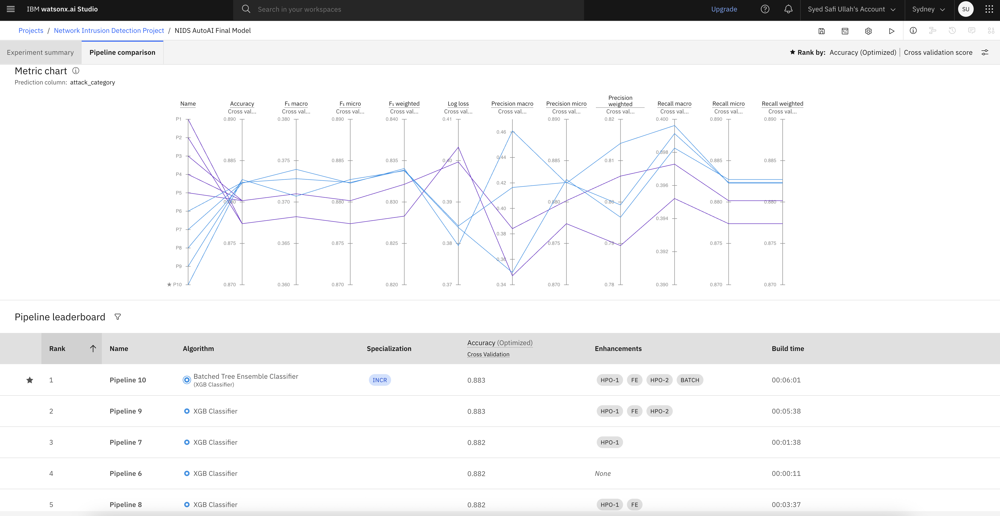 IBM watsonx.ai Studio
Search in your workspaces
Upgrade
Syed Safi Ullah's Account
Sydney
SU
Projects / Network Intrusion Detection Project / NIDS AutoAI Final Model
Experiment summary
Pipeline comparison
★ Rank by: Accuracy (Optimized) | Cross validation score
Metric chart
Prediction column: attack_category
Name
Accuracy
Cross val...
F₁ macro
Cross val...
F₁ micro
Cross val...
F₁ weighted
Cross val...
Log loss
Cross val...
Precision macro
Cross val...
Precision micro
Cross val...
Precision
weighted
Cross val...
Recall macro
Cross val...
Recall micro
Cross val...
Recall weighted
Cross val...
P1
P2
P3
P4
P5
P6
P7
P8
P9
★ P10
0.890
0.885
0.880
0.875
0.870
0.380
0.375
0.370
0.365
0.360
0.890
0.885
0.880
0.875
0.870
0.840
0.835
0.830
0.825
0.820
0.41
0.40
0.39
0.38
0.37
0.46
0.44
0.42
0.40
0.38
0.36
0.34
0.890
0.885
0.880
0.875
0.870
0.82
0.81
0.80
0.79
0.78
0.400
0.398
0.396
0.394
0.392
0.390
0.890
0.885
0.880
0.875
0.870
0.890
0.885
0.880
0.875
0.870
Pipeline leaderboard
Rank Name Algorithm Specialization Accuracy (Optimized) Enhancements Build time
Cross Validation
★ 1 Pipeline 10 Batched Tree Ensemble Classifier INCR 0.883 HPO-1 FE HPO-2 BATCH 00:06:01
(XGB Classifier)
2 Pipeline 9 XGB Classifier 0.883 HPO-1 FE HPO-2 00:05:38
3 Pipeline 7 XGB Classifier 0.882 HPO-1 00:01:38
4 Pipeline 6 XGB Classifier 0.882 None 00:00:11
5 Pipeline 8 XGB Classifier 0.882 HPO-1 FE 00:03:37